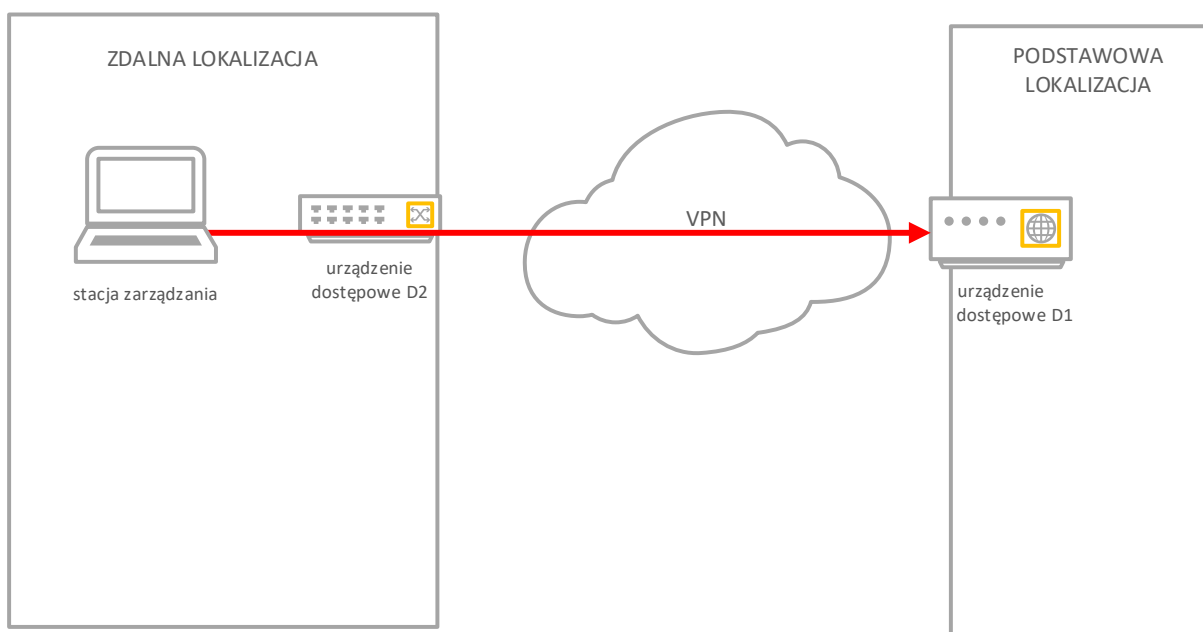 ZDALNA LOKALIZACJA
PODSTAWOWA
LOKALIZACJA
VPN
stacja zarządzania
urządzenie
dostępowe D2
urządzenie
dostępowe D1